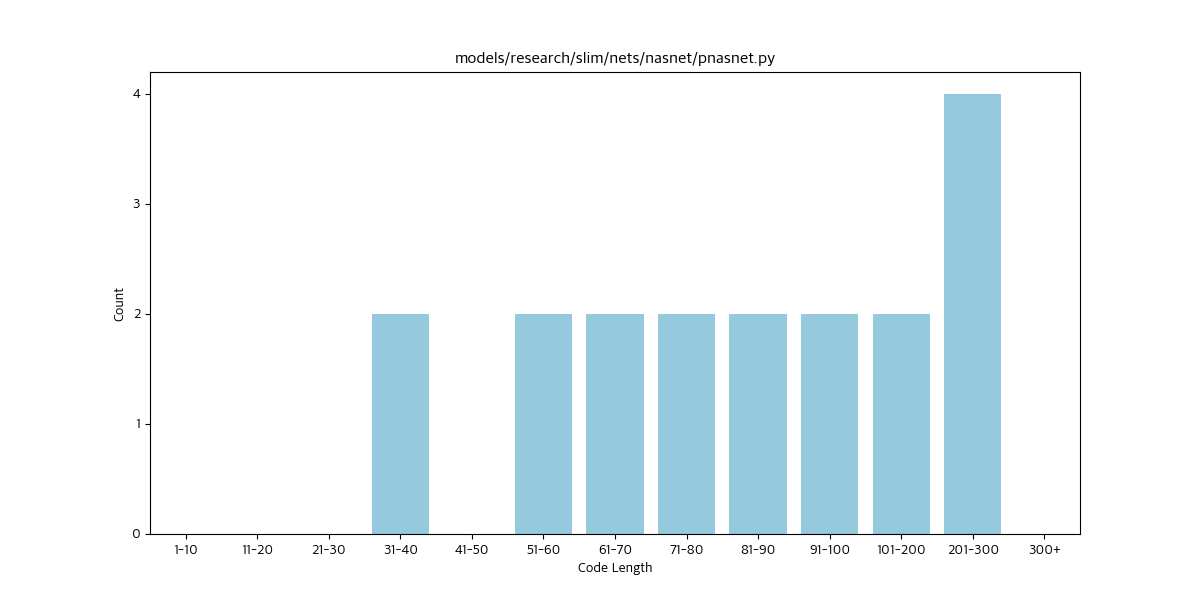 models/research/slim/nets/nasnet/pnasnet.py
4
3
2
1
0
Count
1-10 11-20 21-30 31-40 41-50 51-60 61-70 71-80 81-90 91-100 101-200 201-300 300+
Code Length